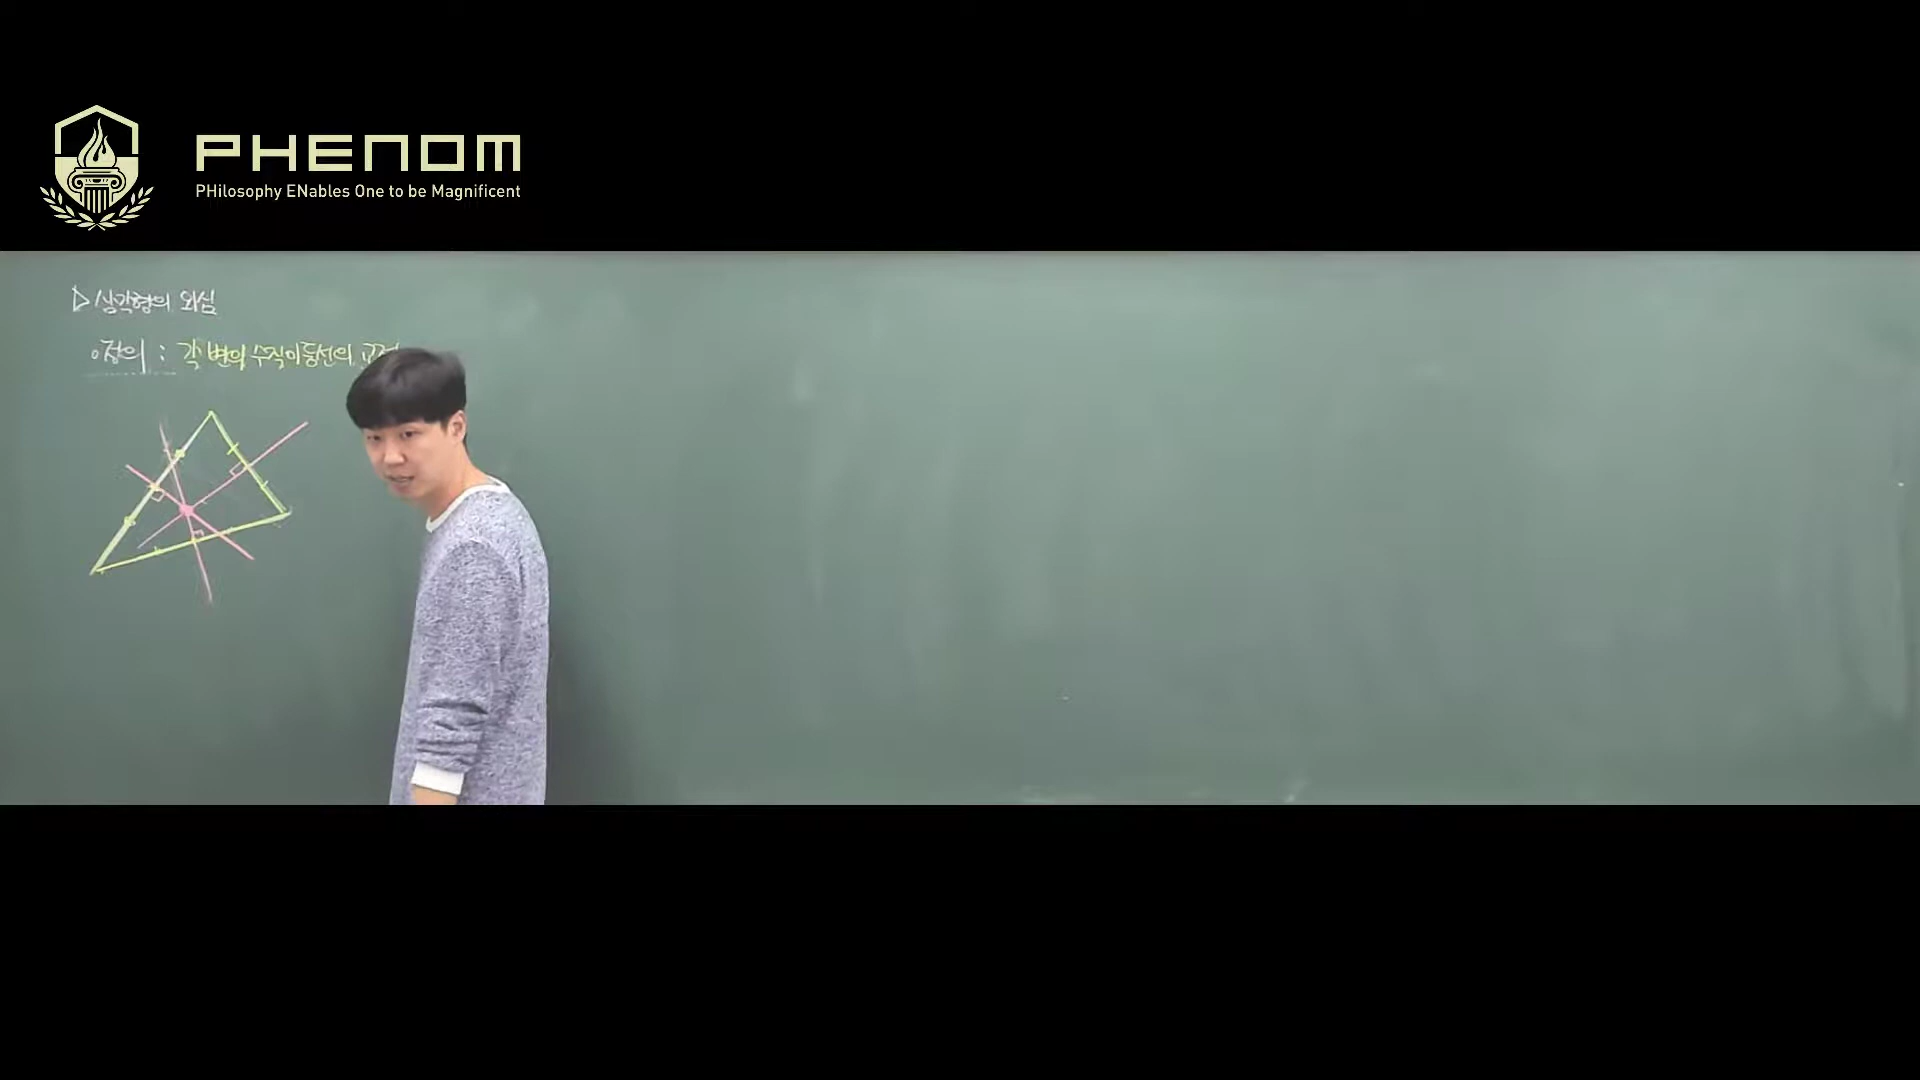 PHENOM
PHilosophy ENables One to be Magnificent
▷삼각형의 외심
정의 : 각 변의 수직이등분선의 교점